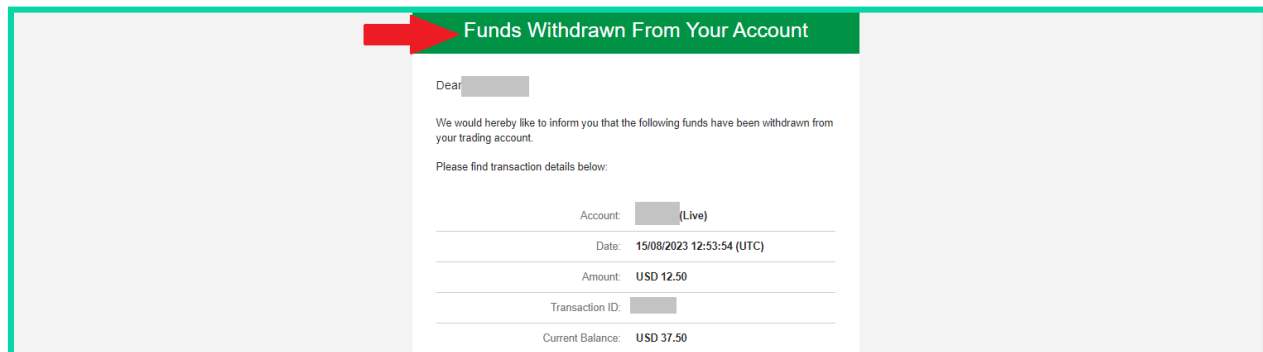 Funds Withdrawn From Your Account
Dear
We would hereby like to inform you that the following funds have been withdrawn from
your trading account.
Please find transaction details below:
Account: (Live)
Date: 15/08/2023 12:53:54 (UTC)
Amount: USD 12.50
Transaction ID:
Current Balance: USD 37.50